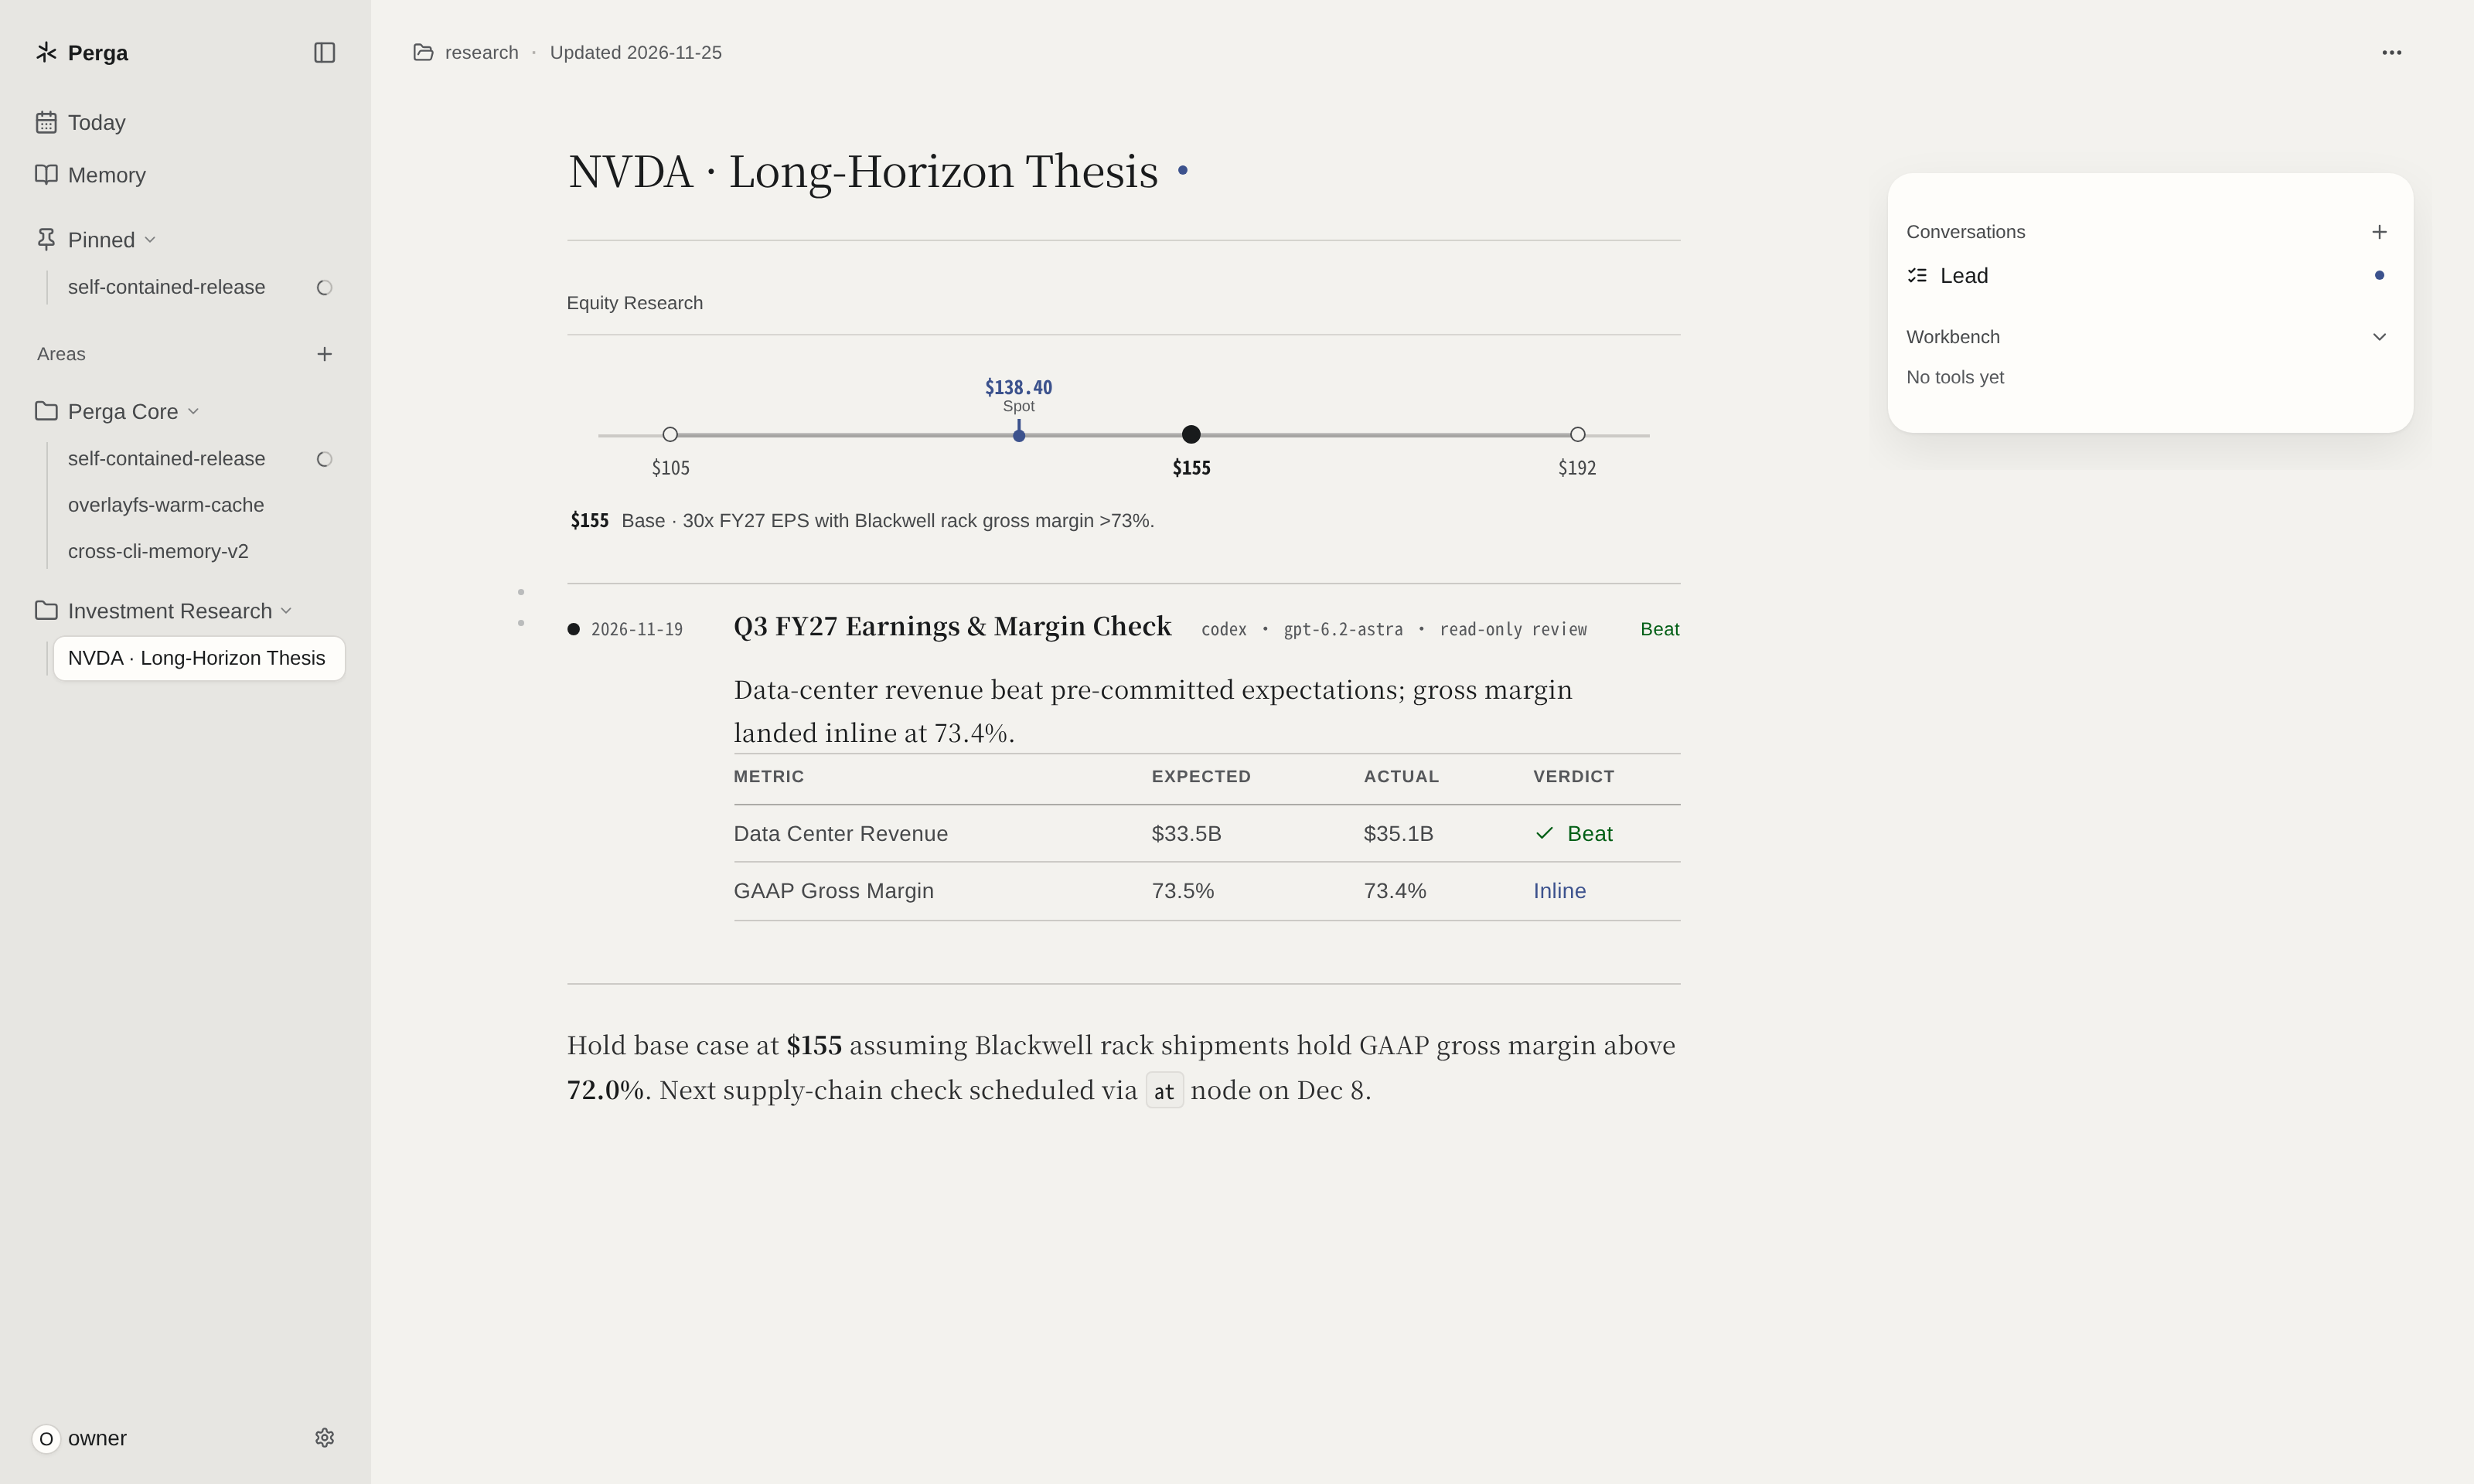 Perga
Today
Memory
Pinned
self-contained-release
Areas
Perga Core
self-contained-release
overlayfs-warm-cache
cross-cli-memory-v2
Investment Research
NVDA · Long-Horizon Thesis
O owner
research · Updated 2026-11-25
NVDA · Long-Horizon Thesis
Equity Research
$138.40
Spot
$105 $155 $192
$155 Base · 30x FY27 EPS with Blackwell rack gross margin >73%.
2026-11-19 Q3 FY27 Earnings & Margin Check codex • gpt-6.2-astra • read-only review Beat
Data-center revenue beat pre-committed expectations; gross margin
landed inline at 73.4%.
METRIC EXPECTED ACTUAL VERDICT
Data Center Revenue $33.5B $35.1B Beat
GAAP Gross Margin 73.5% 73.4% Inline
Hold base case at $155 assuming Blackwell rack shipments hold GAAP gross margin above
72.0%. Next supply-chain check scheduled via at node on Dec 8.
Conversations
Lead
Workbench
No tools yet